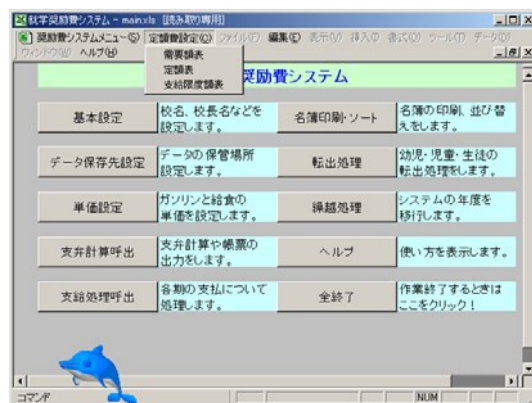 就学奨励費システム - main.xls [読み取り専用]
奨励費システムメニュー(S) 定額費設定(C) ファイル(F) 編集(E) 表示(V) 挿入(I) 書式(O) ツール(T) データ(D)
ウィンドウ(W) ヘルプ(H)
需要額表
定額表
支給限度額表
奨励費システム
基本設定 校名、校長名などを
設定します。
名簿印刷・ソート 名簿の印刷、並び替
えをします。
データ保存先設定 データの保管場所
設定します。
転出処理 幼児・児童・生徒の
転出処理をします。
単価設定 ガソリンと給食の
単価を設定します。
繰越処理 システムの年度を
移行します。
支弁計算呼出 支弁計算や帳票の
出力をします。
ヘルプ 使い方を表示します。
支給処理呼出 各期の支払について
処理します。
全終了 作業終了するときは
ここをクリック!
コマンド NUM